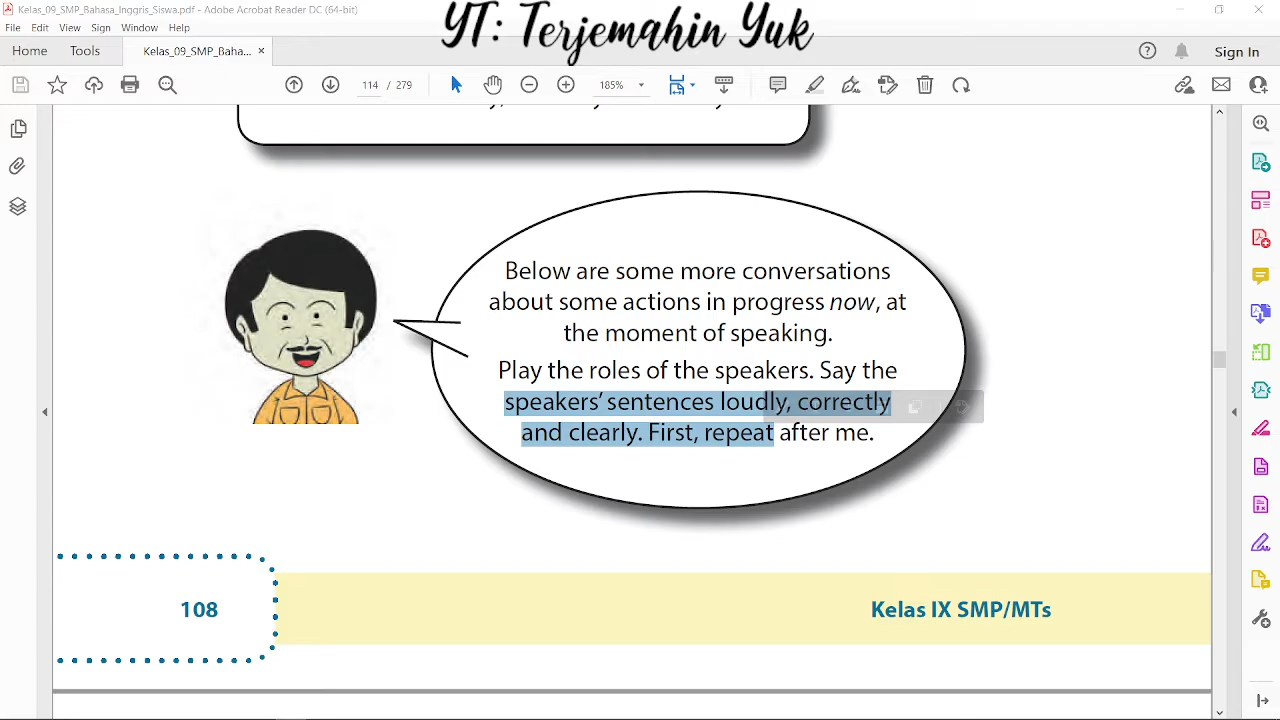 Kelas_09_SMP_Bahasa_Inggris_Siswa.pdf - Adobe Acrobat Reader DC (64-bit)
YT: Terjemahin Yuk
File Edit View Sign Window Help
Home Tools Kelas_09_SMP_Baha... × Sign In
114 / 279 185%
Below are some more conversations
about some actions in progress now, at
the moment of speaking.
Play the roles of the speakers. Say the
speakers’ sentences loudly, correctly
and clearly. First, repeat after me.
108
Kelas IX SMP/MTs